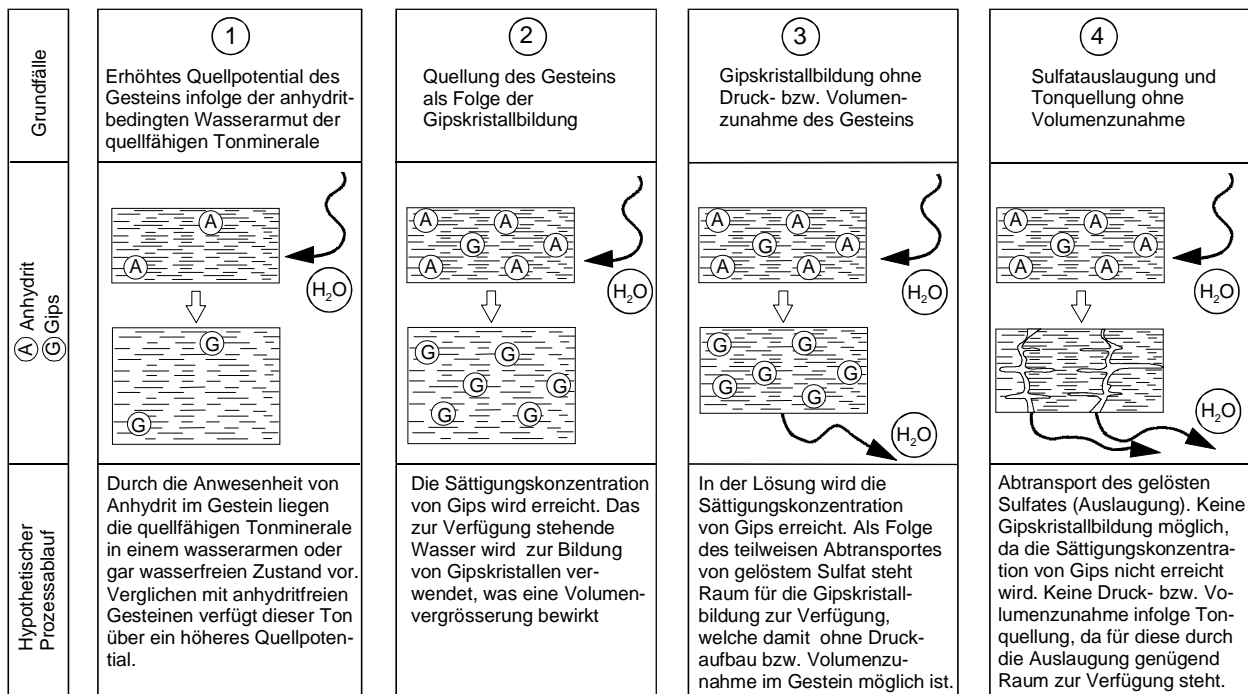 Grundfälle
1
Erhöhtes Quellpotential des
Gesteins infolge der anhydrit-
bedingten Wasserarmut der
quellfähigen Tonminerale
2
Quellung des Gesteins
als Folge der
Gipskristallbildung
3
Gipskristallbildung ohne
Druck- bzw. Volumen-
zunahme des Gesteins
4
Sulfatauslaugung und
Tonquellung ohne
Volumenzunahme
A Anhydrit
G Gips
A
A
H₂O
G
G
A
A
G
A
A
A
H₂O
G
G
G
G
G
G
A
A
G
A
A
A
H₂O
G
G
G
G
G
G
H₂O
A
A
G
A
A
A
H₂O
H₂O
Hypothetischer
Prozessablauf
Durch die Anwesenheit von
Anhydrit im Gestein liegen
die quellfähigen Tonminerale
in einem wasserarmen oder
gar wasserfreien Zustand vor.
Verglichen mit anhydritfreien
Gesteinen verfügt dieser Ton
über ein höheres Quellpoten-
tial.
Die Sättigungskonzentration
von Gips wird erreicht. Das
zur Verfügung stehende
Wasser wird zur Bildung
von Gipskristallen ver-
wendet, was eine Volumen-
vergrösserung bewirkt
In der Lösung wird die
Sättigungskonzentration
von Gips erreicht. Als Folge
des teilweisen Abtransportes
von gelöstem Sulfat steht
Raum für die Gipskristall-
bildung zur Verfügung,
welche damit ohne Druck-
aufbau bzw. Volumenzu-
nahme im Gestein möglich ist.
Abtransport des gelösten
Sulfates (Auslaugung). Keine
Gipskristallbildung möglich,
da die Sättigungskonzentra-
tion von Gips nicht erreicht
wird. Keine Druck- bzw. Vo-
lumenzunahme infolge Ton-
quellung, da für diese durch
die Auslaugung genügend
Raum zur Verfügung steht.